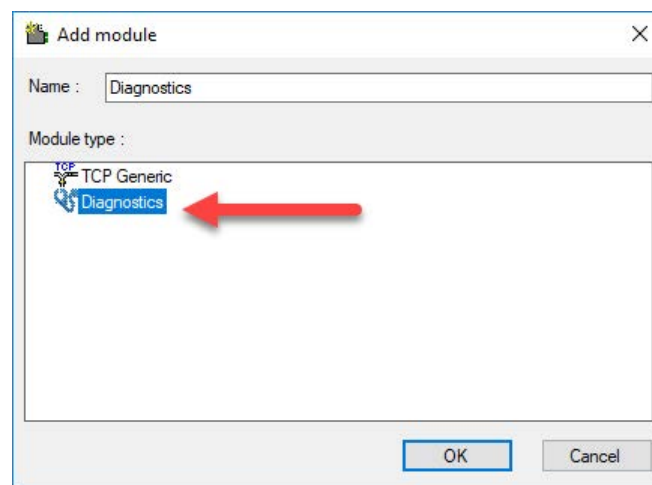 Add module
Name : Diagnostics
Module type :
TCP TCP Generic
Diagnostics
OK Cancel